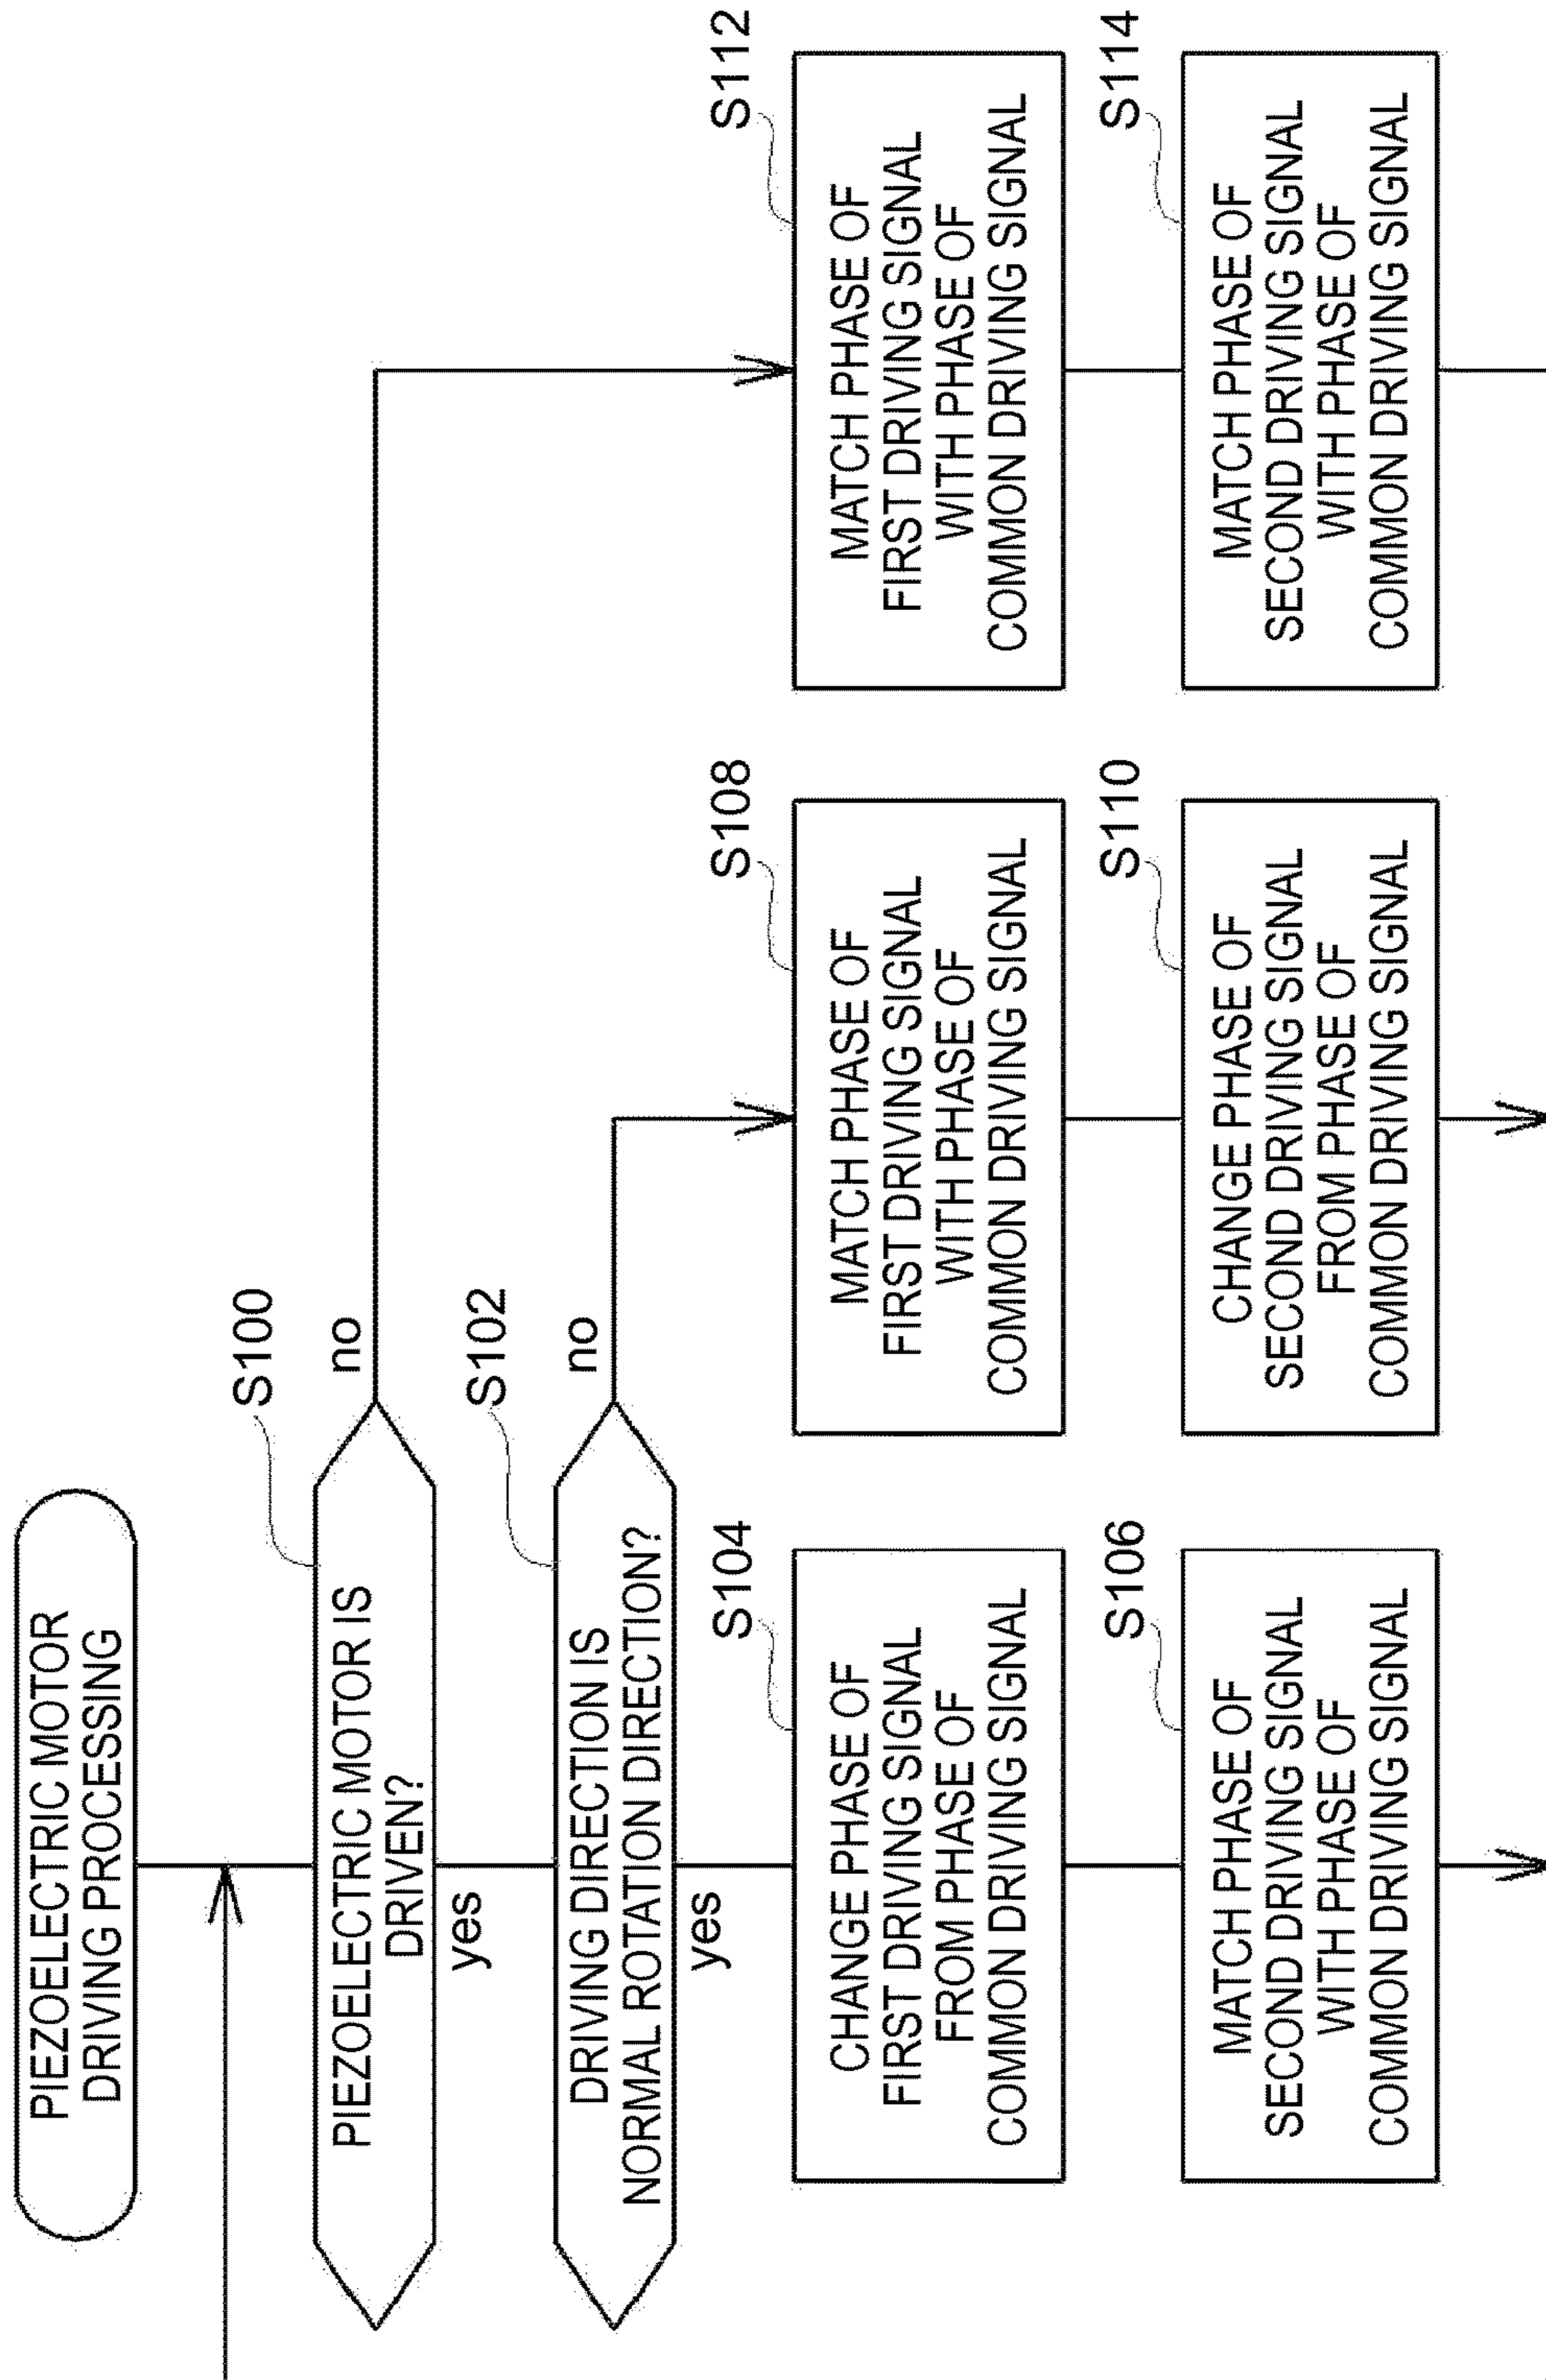 PIEZOELECTRIC MOTOR
DRIVING PROCESSING
S100
PIEZOELECTRIC MOTOR IS
DRIVEN?
no
yes
S102
DRIVING DIRECTION IS
NORMAL ROTATION DIRECTION?
no
yes
S104
CHANGE PHASE OF
FIRST DRIVING SIGNAL
FROM PHASE OF
COMMON DRIVING SIGNAL
S106
MATCH PHASE OF
SECOND DRIVING SIGNAL
WITH PHASE OF
COMMON DRIVING SIGNAL
S108
MATCH PHASE OF
FIRST DRIVING SIGNAL
WITH PHASE OF
COMMON DRIVING SIGNAL
S110
CHANGE PHASE OF
SECOND DRIVING SIGNAL
FROM PHASE OF
COMMON DRIVING SIGNAL
S112
MATCH PHASE OF
FIRST DRIVING SIGNAL
WITH PHASE OF
COMMON DRIVING SIGNAL
S114
MATCH PHASE OF
SECOND DRIVING SIGNAL
WITH PHASE OF
COMMON DRIVING SIGNAL